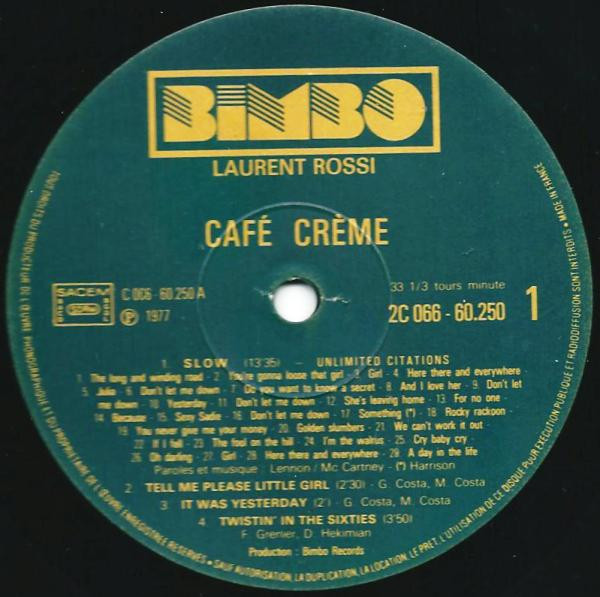 BIMBO
LAURENT ROSSI
CAFÉ CRÈME
SACEM
C 006 - 60.250 A
℗ 1977
33 1/3 tours minute
2C 066 - 60.250
1
1. SLOW (13'35) UNLIMITED CITATIONS
1. The long and winding road - 2 You're gonna loose that girl - 3 Girl - 4 Here there and everywhere
5 Julia - 6 Don't let me down - 7 Do you want to know a secret - 8 And I love her - 9 Don't let
me down - 10 Yesterday - 11 Don't let me down - 12 She's leaving home - 13 For no one -
14 Because - 15 Sexy Sadie - 16 Don't let me down - 17 Something (*) - 18 Rocky rackpon -
19 You never give me your money - 20 Golden slumbers - 21 We can't work it out -
22 If I fell - 23 The fool on the hill - 24 I'm the walrus - 25 Cry baby cry -
26 Oh darling - 27 Girl - 28 Here there and everywhere - 29 A day in the life
Paroles et musique : Lennon / Mc Cartney - (*) Harrison
2. TELL ME PLEASE LITTLE GIRL (2'30) - G. Costa, M. Costa
3. IT WAS YESTERDAY (2') - G. Costa, M. Costa
4. TWISTIN' IN THE SIXTIES (3'50)
F. Grenier, D. Hekimian
Production : Bimbo Records
TOUS DROITS DU PRODUCTEUR DE L'ŒUVRE PHONOGRAPHIQUE ET DU PROPRIETAIRE DE L'ŒUVRE ENREGISTREE RESERVES • SAUF AUTORISATION, LA DUPLICATION, LA LOCATION, LE PRET, L'UTILISATION DE CE DISQUE POUR EXECUTION PUBLIQUE ET RADIODIFFUSION SONT INTERDITS • MADE IN FRANCE